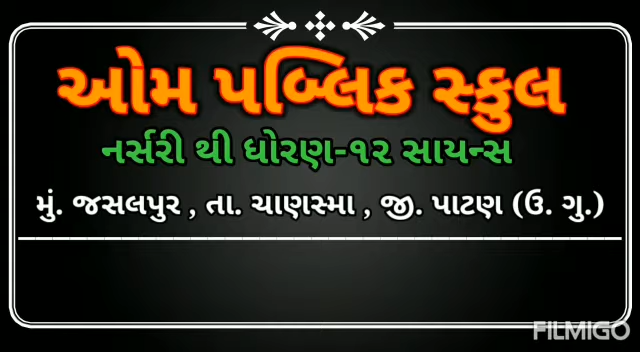 ઓમ પબ્લિક સ્કુલ
નર્સરી થી ધોરણ-૧૨ સાયન્સ
મું. જસલપુર , તા. ચાણસ્મા , જી. પાટણ (ઉ. ગુ.)
FILMIGO